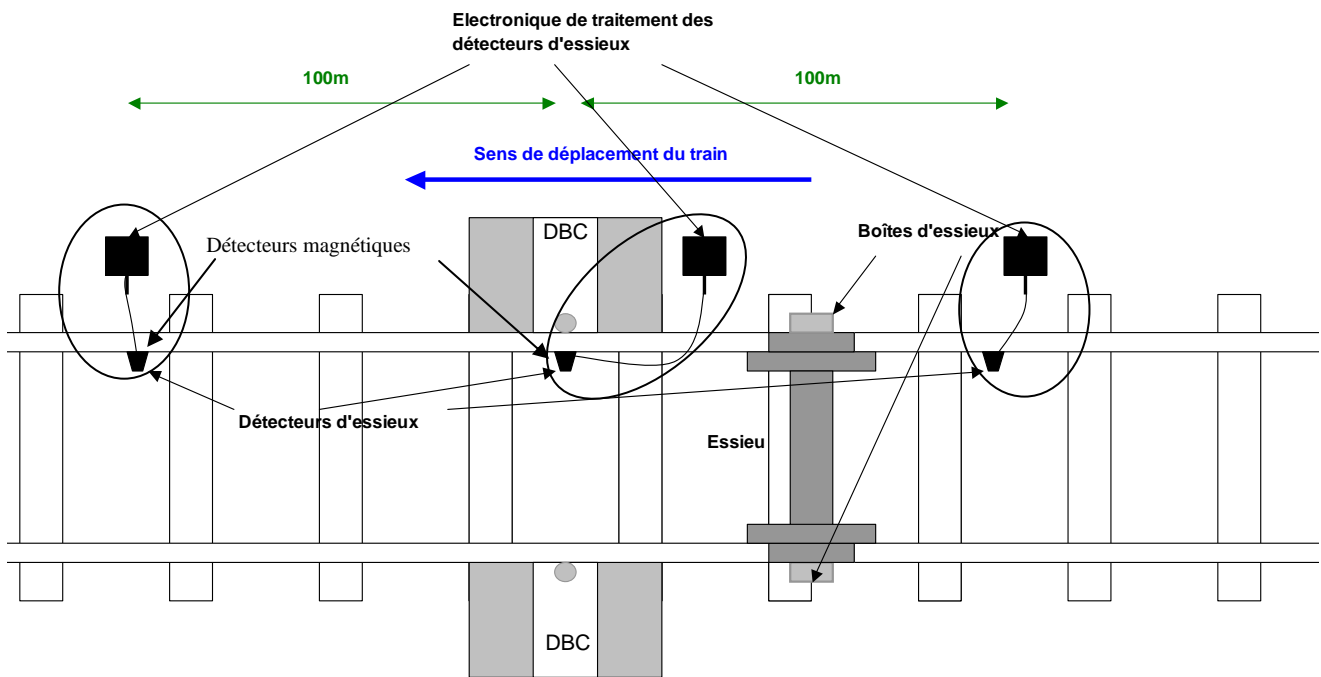 Electronique de traitement des
détecteurs d'essieux
100m
100m
Sens de déplacement du train
DBC
Boîtes d'essieux
Détecteurs magnétiques
Détecteurs d'essieux
Essieu
DBC